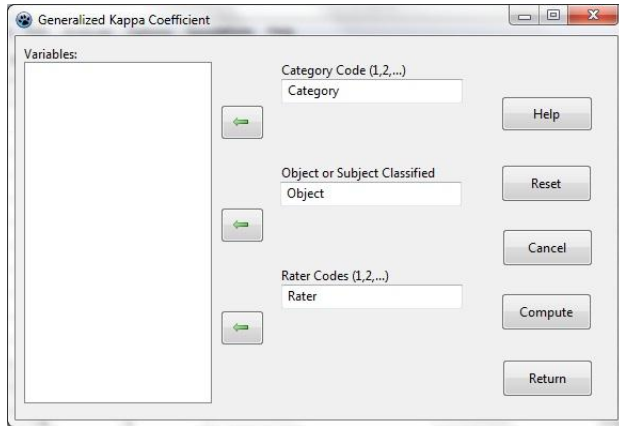 Generalized Kappa Coefficient
Variables:
Category Code (1,2,...)
Category
Help
Object or Subject Classified
Object
Reset
Cancel
Rater Codes (1,2,...)
Rater
Compute
Return